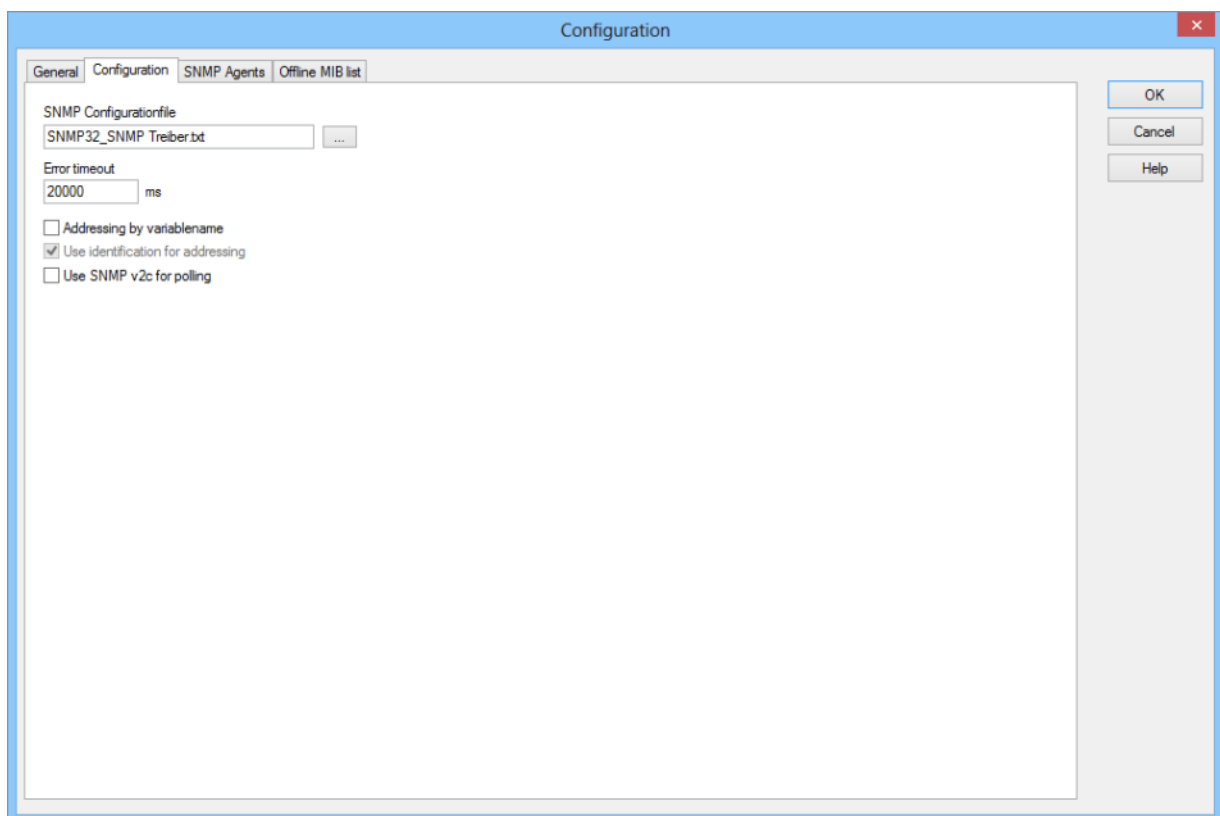 Configuration
General Configuration SNMP Agents Offline MIB list
SNMP Configurationfile
SNMP32_SNMP Treiber.txt ...
Error timeout
20000 ms
Addressing by variablename
Use identification for addressing
Use SNMP v2c for polling
OK
Cancel
Help